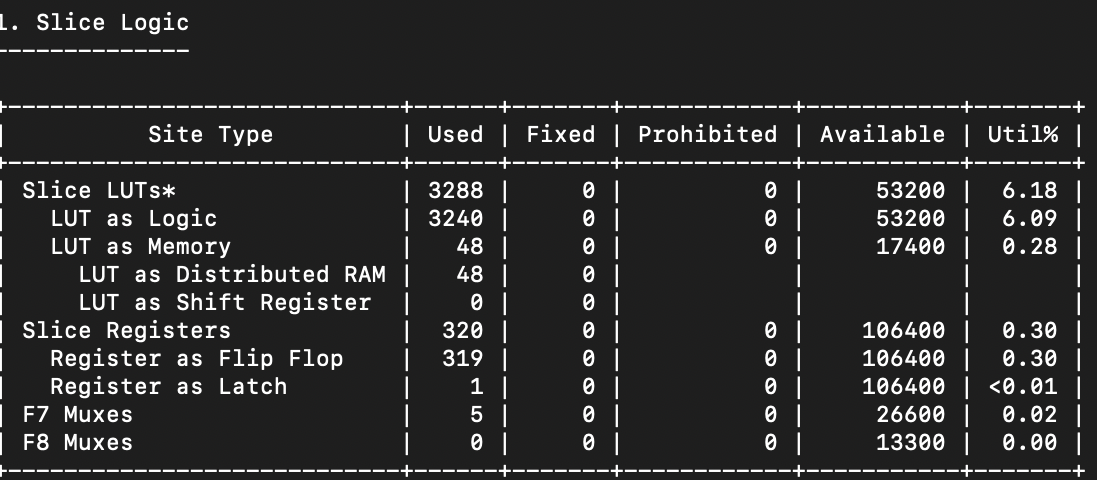 1. Slice Logic
--------------
+----------------------------+------+-------+------------+-----------+-------+
|          Site Type         | Used | Fixed | Prohibited | Available | Util% |
+----------------------------+------+-------+------------+-----------+-------+
| Slice LUTs*                | 3288 |     0 |          0 |     53200 |  6.18 |
|   LUT as Logic             | 3240 |     0 |          0 |     53200 |  6.09 |
|   LUT as Memory            |   48 |     0 |          0 |     17400 |  0.28 |
|     LUT as Distributed RAM |   48 |     0 |            |           |       |
|     LUT as Shift Register  |    0 |     0 |            |           |       |
| Slice Registers            |  320 |     0 |          0 |    106400 |  0.30 |
|   Register as Flip Flop    |  319 |     0 |          0 |    106400 |  0.30 |
|   Register as Latch        |    1 |     0 |          0 |    106400 | <0.01 |
| F7 Muxes                   |    5 |     0 |          0 |     26600 |  0.02 |
| F8 Muxes                   |    0 |     0 |          0 |     13300 |  0.00 |
+----------------------------+------+-------+------------+-----------+-------+